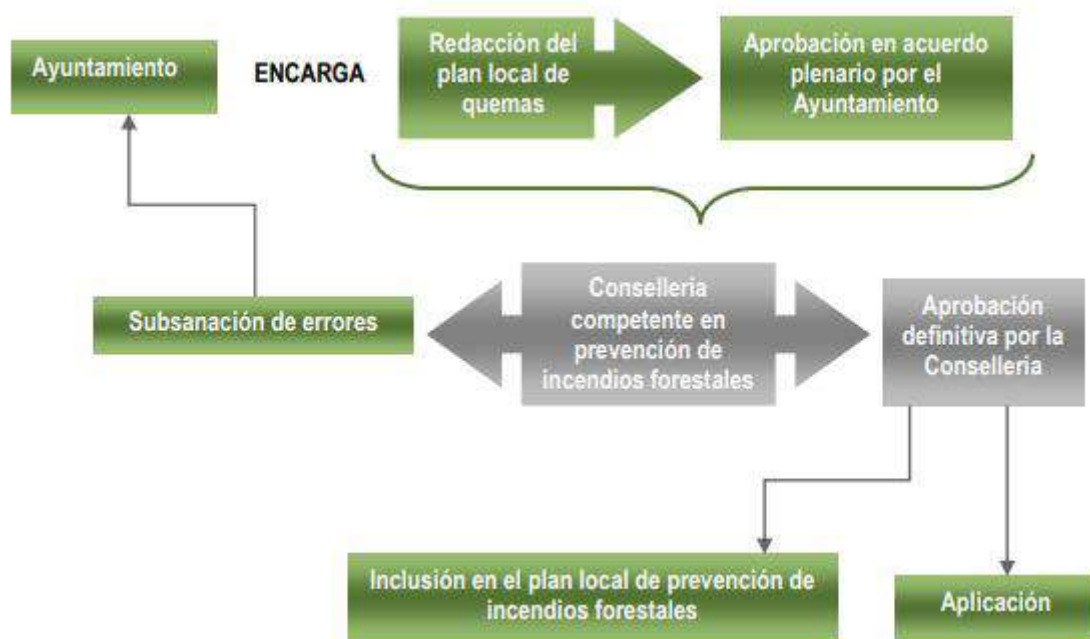 Ayuntamiento
ENCARGA
Redacción del
plan local de
quemas
Aprobación en acuerdo
plenario por el
Ayuntamiento
Subsanación de errores
Conselleria
competente en
prevención de
incendios forestales
Aprobación
definitiva por la
Consellería
Inclusión en el plan local de prevención de
incendios forestales
Aplicación